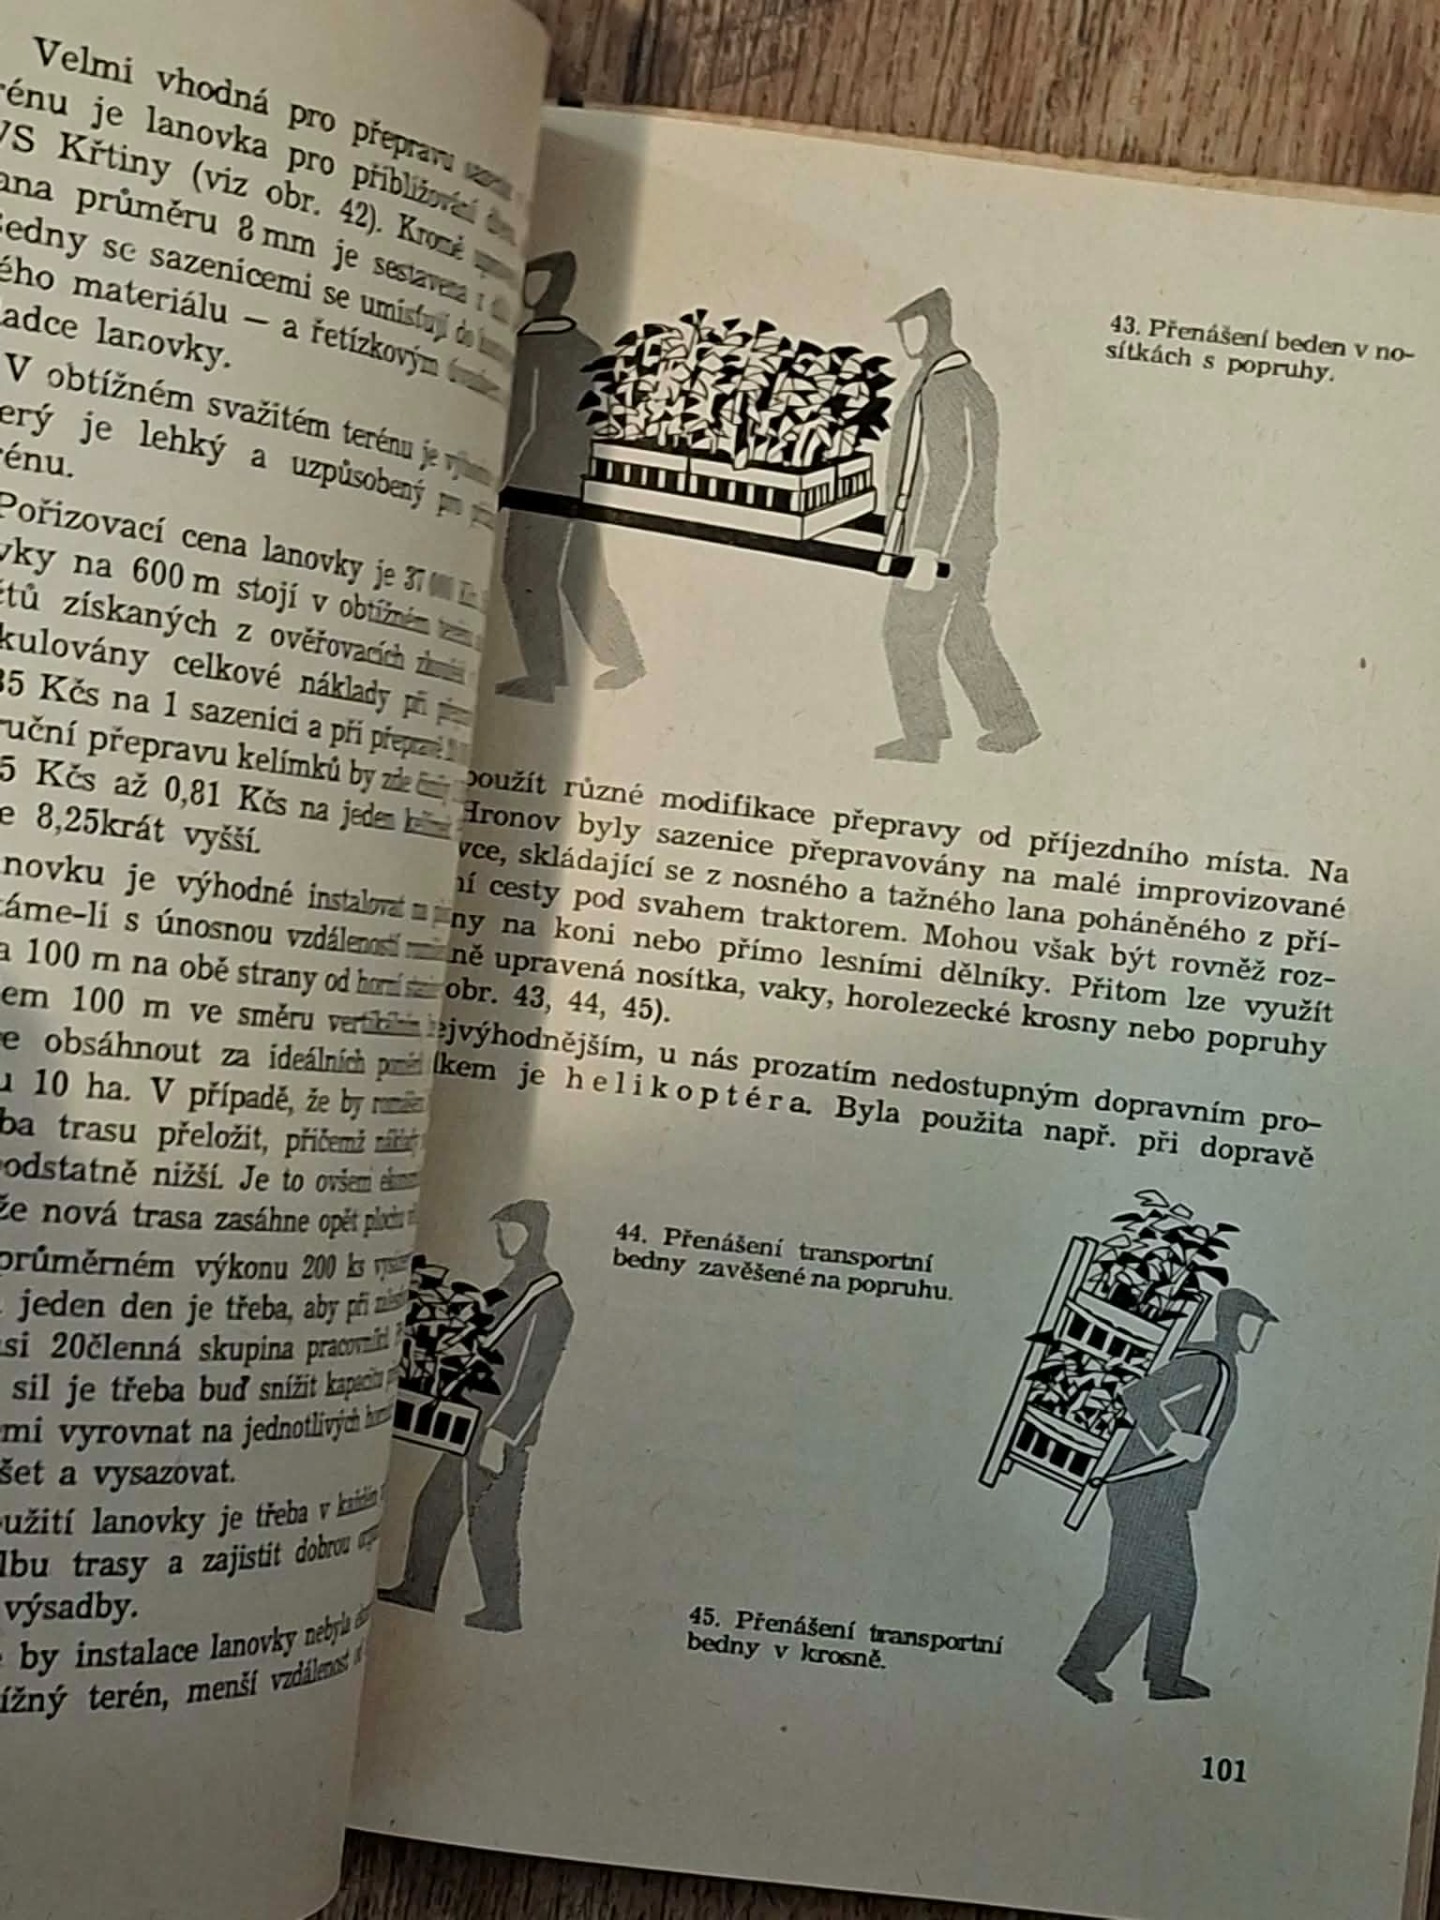 Velmi vhodná pro přepravu
rénu je lanovka pro přibližování
VS Křtiny (viz obr. 42). Kromě
ana průměru 8 mm je sestavena z
edny se sazenicemi se umisťují do
ého materiálu — a řetízkovým
ladce lanovky.
V obtížném svažitém terénu je
erý je lehký a uzpůsobený pro
rénu.
Pořizovací cena lanovky je 37
vky na 600 m stojí v obtížném
tů získaných z ověřovacích
kulovány celkové náklady při
35 Kčs na 1 sazenici a při přepravě
ruční přepravu kelímků by zde
5 Kčs až 0,81 Kčs na jeden
e 8,25krát vyšší.
novku je výhodné instalovat
táme-li s únosnou vzdáleností
a 100 m na obě strany od horní
em 100 m ve směru
e obsáhnout za ideálních
u 10 ha. V případě, že by
ba trasu přeložit, přičemž
odstatně nižší. Je to ovšem
že nová trasa zasáhne opět plochu
průměrném výkonu 200 ks
jeden den je třeba, aby při
si 20členná skupina pracovníků
sil je třeba buď snížit kapacitu
mi vyrovnat na jednotlivých
šet a vysazovat.
užití lanovky je třeba v každém
lbu trasy a zajistit dobrou
výsadby.
by instalace lanovky nebyla
ížný terén, menší vzdálenost
43. Přenášení beden v no-
sítkách s popruhy.
použít různé modifikace přepravy od příjezdního místa. Na
Hronov byly sazenice přepravovány na malé improvizované
vce, skládající se z nosného a tažného lana poháněného z pří-
ní cesty pod svahem traktorem. Mohou však být rovněž roz-
ny na koni nebo přímo lesními dělníky. Přitom lze využít
ně upravená nosítka, vaky, horolezecké krosny nebo popruhy
obr. 43, 44, 45).
ejvýhodnějším, u nás prozatím nedostupným dopravním pro-
kem je helikoptéra. Byla použita např. při dopravě
44. Přenášení transportní
bedny zavěšené na popruhu.
45. Přenášení transportní
bedny v krosně.
101